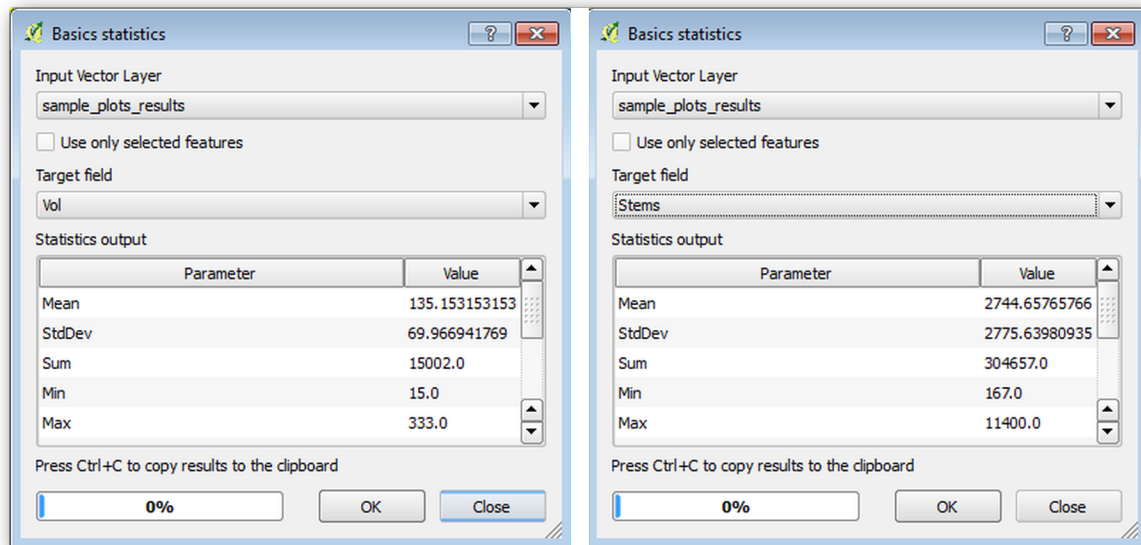 Basics statistics
Input Vector Layer
sample_plots_results
Use only selected features
Target field
Vol
Statistics output
Parameter Value
Mean 135.153153153
StdDev 69.966941769
Sum 15002.0
Min 15.0
Max 333.0
Press Ctrl+C to copy results to the clipboard
0% OK Close
Basics statistics
Input Vector Layer
sample_plots_results
Use only selected features
Target field
Stems
Statistics output
Parameter Value
Mean 2744.65765766
StdDev 2775.63980935
Sum 304657.0
Min 167.0
Max 11400.0
Press Ctrl+C to copy results to the clipboard
0% OK Close